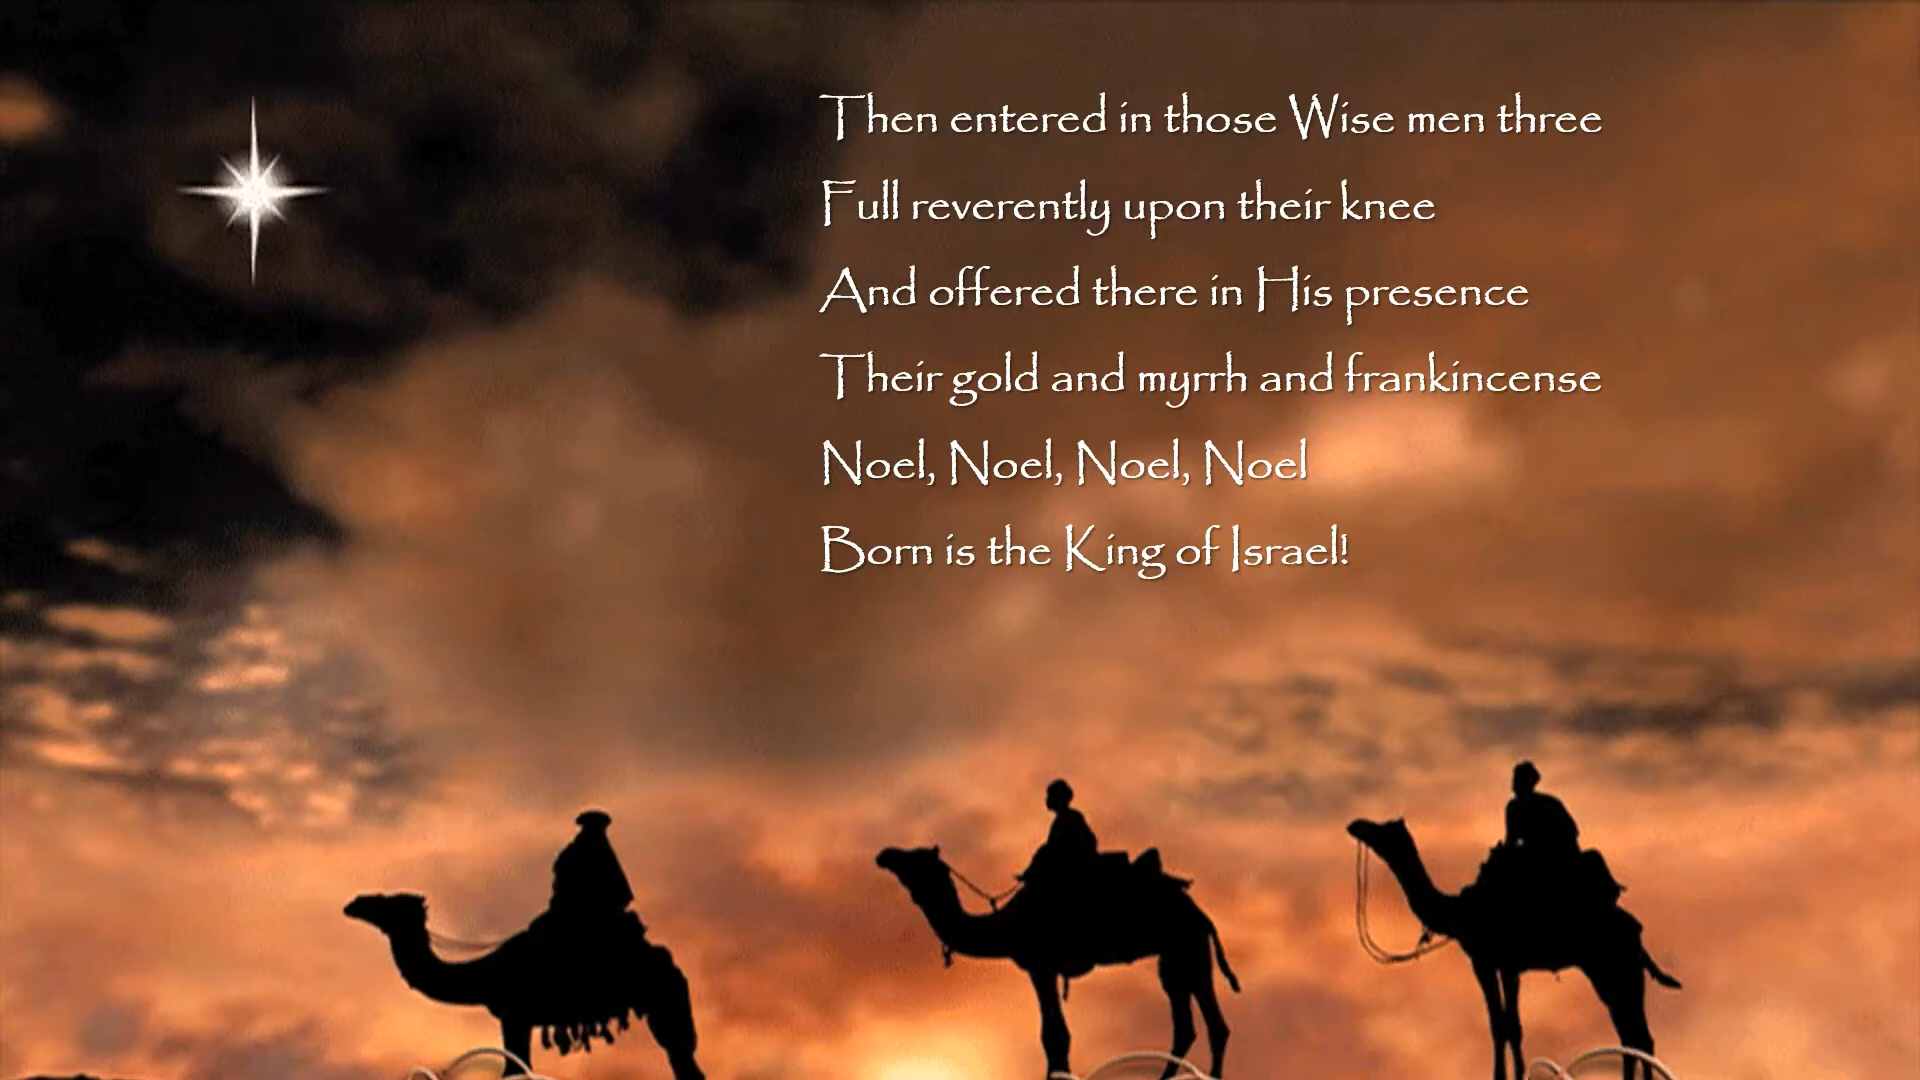 Then entered in those Wise men three
Full reverently upon their knee
And offered there in His presence
Their gold and myrrh and frankincense
Noel, Noel, Noel, Noel
Born is the King of Israel!